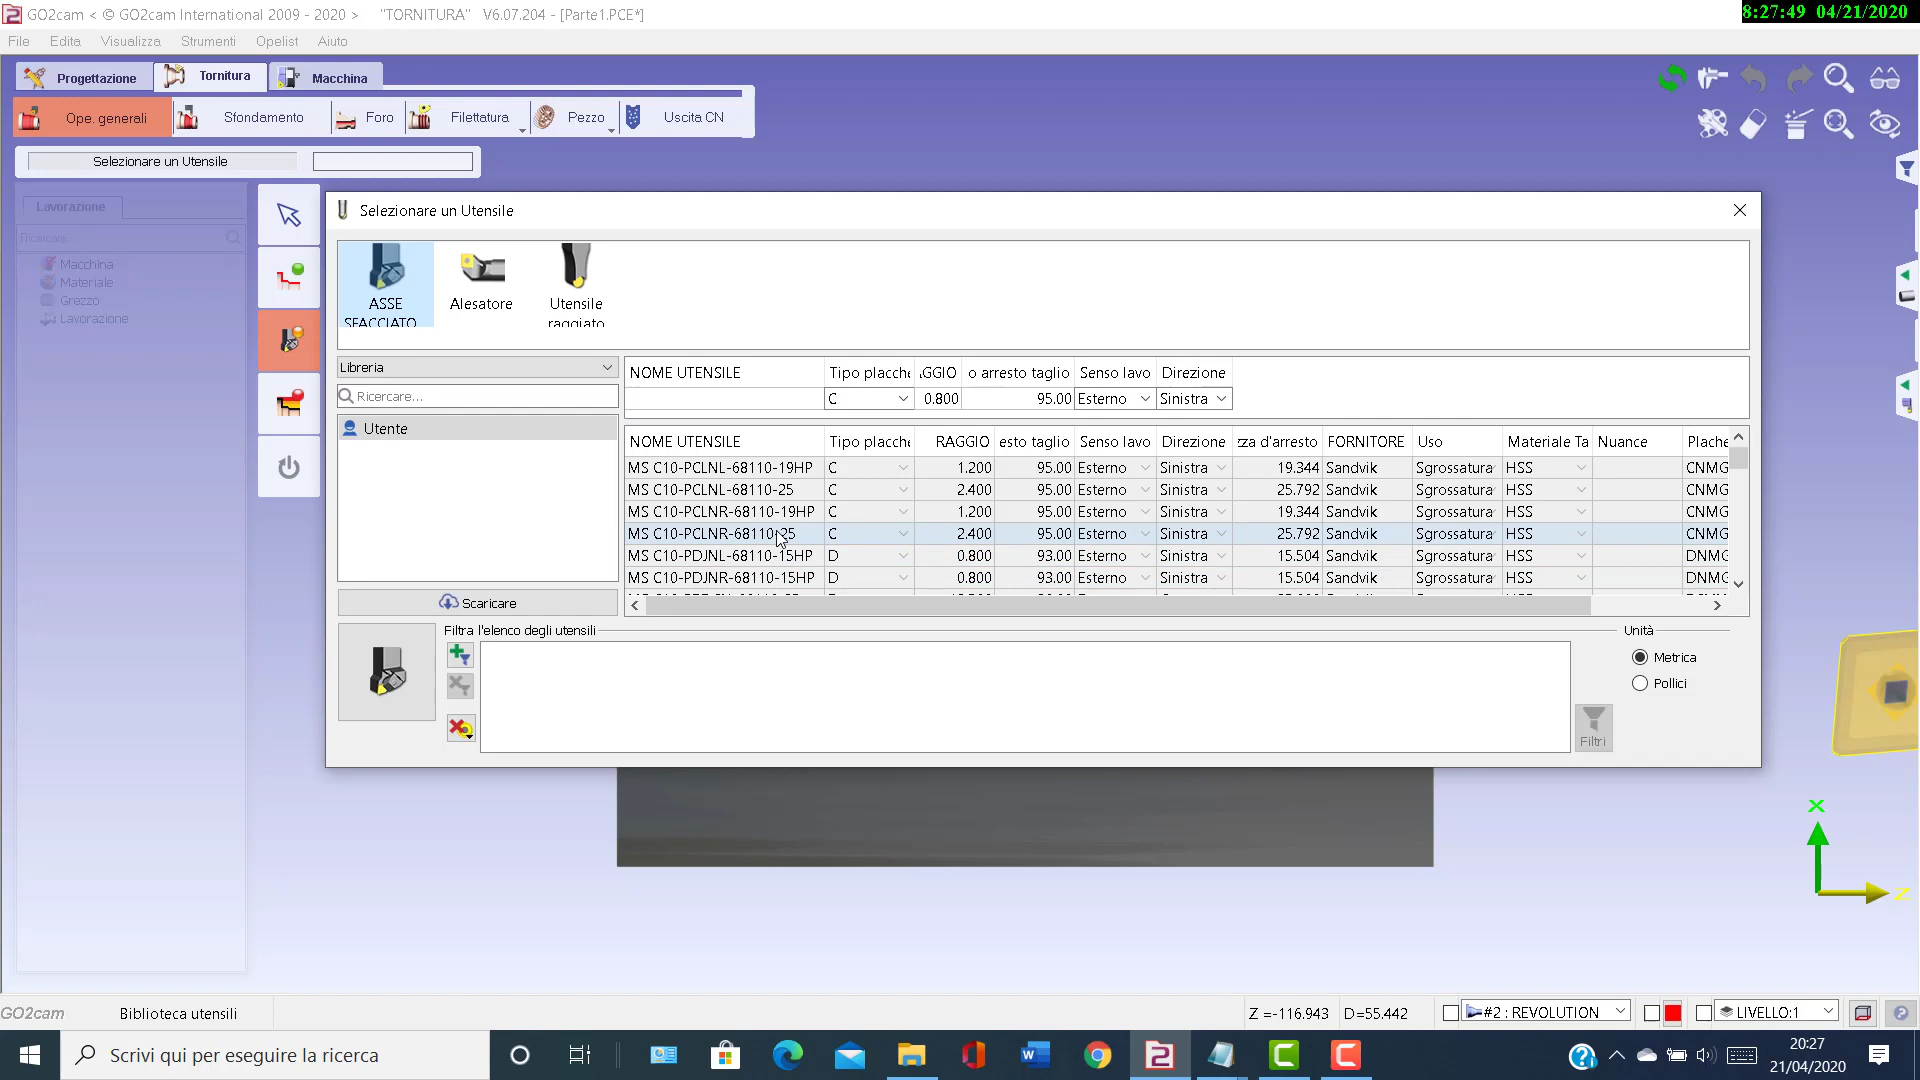 GO2cam < © GO2cam International 2009 - 2020 > "TORNITURA" V6.07.204 - [Parte1.PCE*]
8:27:49 04/21/2020
File Edita Visualizza Strumenti Opelist Aiuto
Progettazione Tornitura Macchina
Ope. generali Sfondamento Foro Filettatura Pezzo Uscita CN
Selezionare un Utensile
Lavorazione
Ricercare...
Macchina
Materiale
Grezzo
Lavorazione
Selezionare un Utensile
ASSE SFACCIATO
Alesatore
Utensile raggiato
Libreria
Ricercare...
Utente
Scaricare
NOME UTENSILE Tipo placche GGIO o arresto taglio Senso lavo Direzione
C 0.800 95.00 Esterno Sinistra
NOME UTENSILE Tipo placche RAGGIO esto taglio Senso lavo Direzione zza d'arresto FORNITORE Uso Materiale Ta Nuance Plache
MS C10-PCLNL-68110-19HP C 1.200 95.00 Esterno Sinistra 19.344 Sandvik Sgrossatura HSS CNMG
MS C10-PCLNL-68110-25 C 2.400 95.00 Esterno Sinistra 25.792 Sandvik Sgrossatura HSS CNMG
MS C10-PCLNR-68110-19HP C 1.200 95.00 Esterno Sinistra 19.344 Sandvik Sgrossatura HSS CNMG
MS C10-PCLNR-68110-25 C 2.400 95.00 Esterno Sinistra 25.792 Sandvik Sgrossatura HSS CNMG
MS C10-PDJNL-68110-15HP D 0.800 93.00 Esterno Sinistra 15.504 Sandvik Sgrossatura HSS DNMG
MS C10-PDJNR-68110-15HP D 0.800 93.00 Esterno Sinistra 15.504 Sandvik Sgrossatura HSS DNMG
Filtra l'elenco degli utensili
Unità
Metrica
Pollici
Filtri
X
Z
GO2cam Biblioteca utensili Z =-116.943 D=55.442 #2 : REVOLUTION LIVELLO:1
Scrivi qui per eseguire la ricerca
20:27
21/04/2020